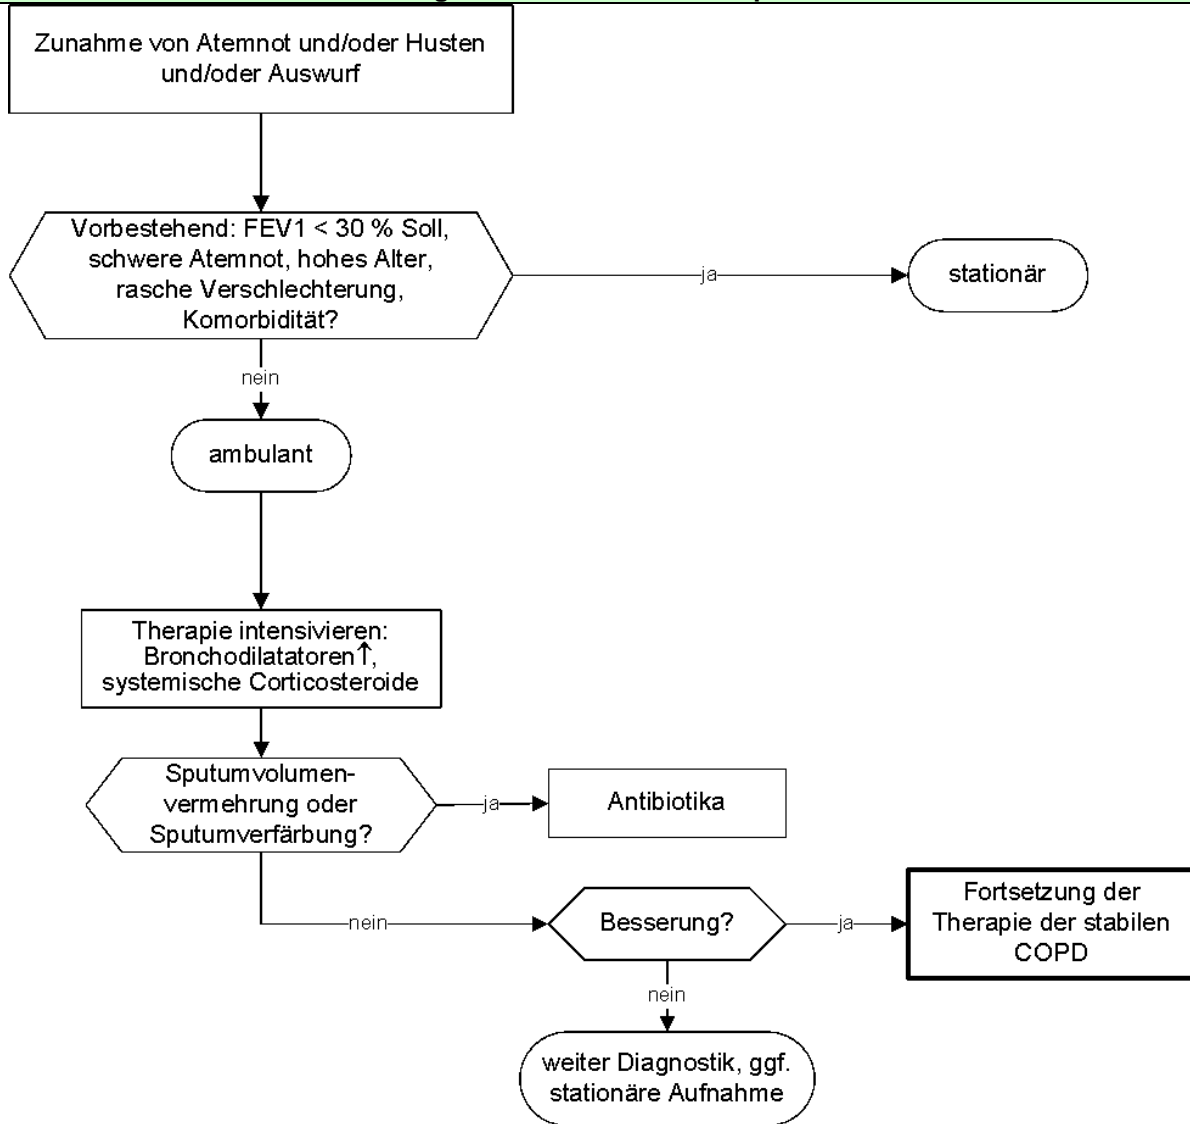 Zunahme von Atemnot und/oder Husten
und/oder Auswurf
Vorbestehend: FEV1 < 30 % Soll,
schwere Atemnot, hohes Alter,
rasche Verschlechterung,
Komorbidität?
ja
stationär
nein
ambulant
Therapie intensivieren:
Bronchodilatatoren↑,
systemische Corticosteroide
Sputumvolumen-
vermehrung oder
Sputumverfärbung?
ja
Antibiotika
nein
Besserung?
ja
Fortsetzung der
Therapie der stabilen
COPD
nein
weiter Diagnostik, ggf.
stationäre Aufnahme